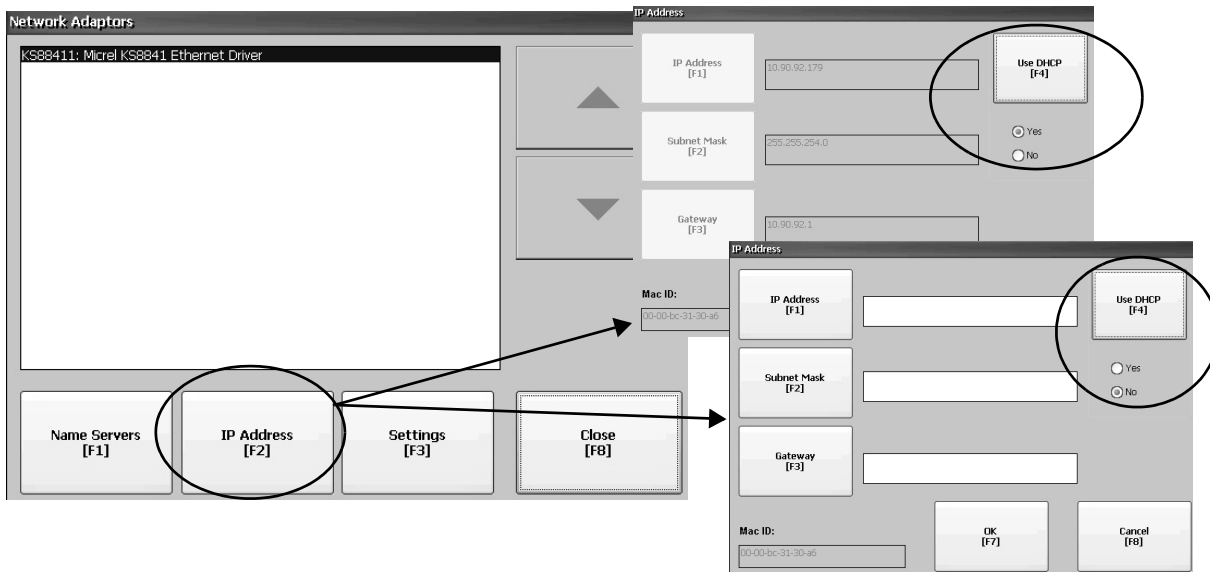 Network Adaptors
KS88411: Micrel KS8841 Ethernet Driver
Name Servers
[F1]
IP Address
[F2]
Settings
[F3]
Close
[F8]
IP Address
IP Address
[F1]
10.90.92.179
Use DHCP
[F4]
Yes
No
Subnet Mask
[F2]
255.255.254.0
Gateway
[F3]
10.90.92.1
Mac ID:
00-00-bc-31-30-a6
IP Address
IP Address
[F1]
Use DHCP
[F4]
Yes
No
Subnet Mask
[F2]
Gateway
[F3]
Mac ID:
00-00-bc-31-30-a6
OK
[F7]
Cancel
[F8]